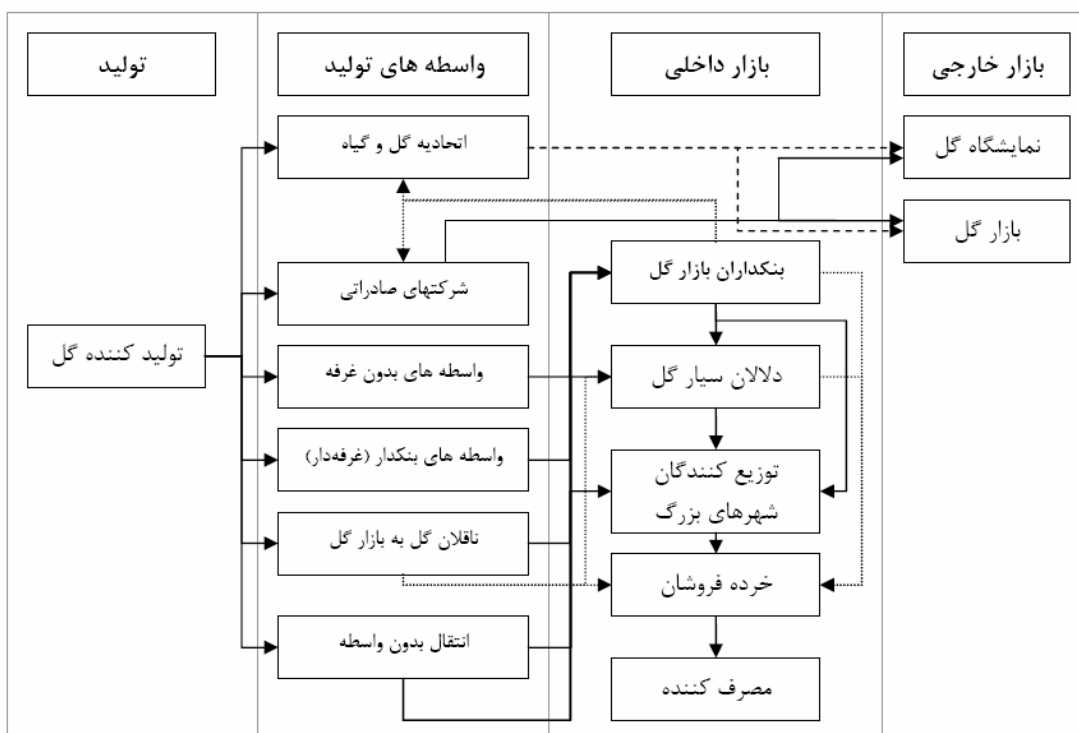 تولید
واسطه های تولید
بازار داخلی
بازار خارجی
اتحادیه گل و گیاه
نمایشگاه گل
بازار گل
شرکتهای صادراتی
بنکداران بازار گل
تولید کننده گل
واسطه های بدون غرفه
دلالان سیار گل
واسطه های بنکدار (غرفه‌دار)
توزیع کنندگان
شهرهای بزرگ
ناقلان گل به بازار گل
خرده فروشان
انتقال بدون واسطه
مصرف کننده